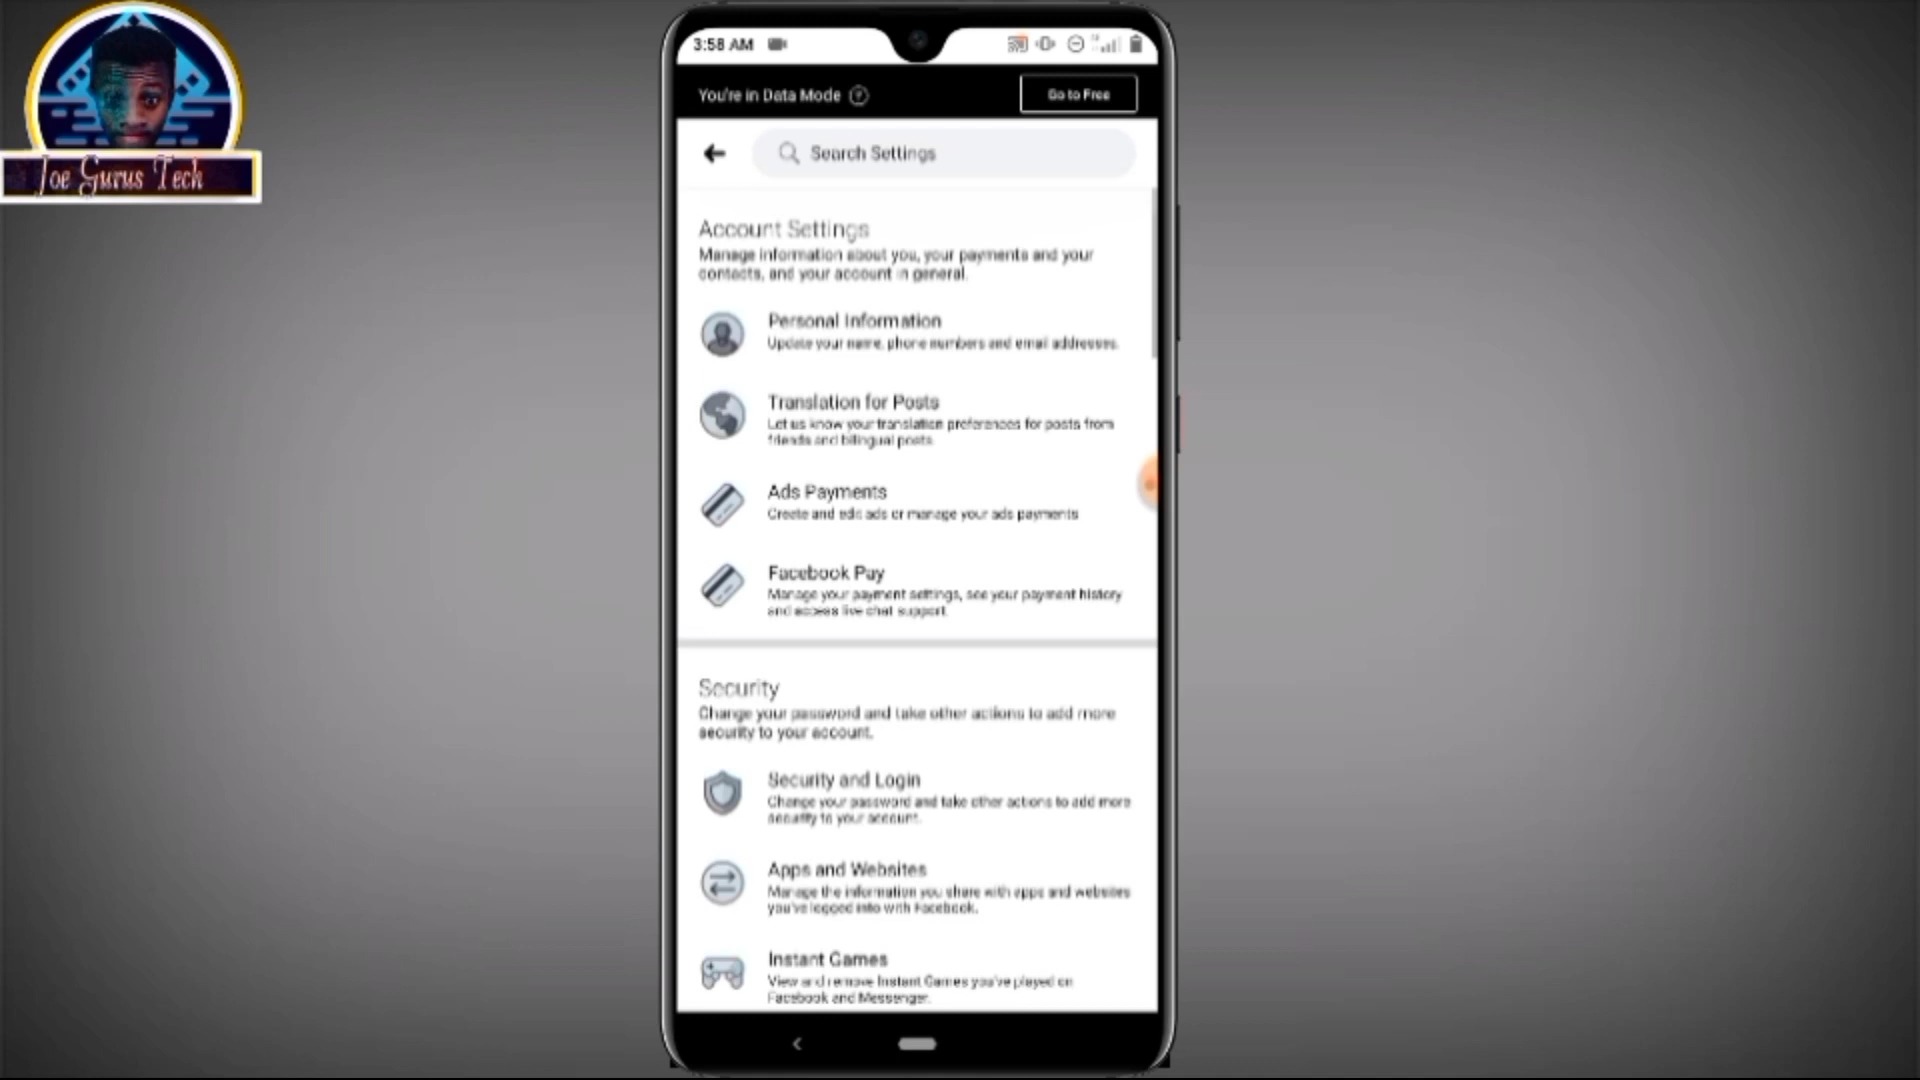 Joe Gurus Tech
3:58 AM
You're in Data Mode
Go to Free
Search Settings
Account Settings
Manage information about you, your payments and your
contacts, and your account in general.
Personal Information
Update your name, phone numbers and email addresses.
Translation for Posts
Let us know your translation preferences for posts from
friends and bilingual posts
Ads Payments
Create and edit ads or manage your ads payments
Facebook Pay
Manage your payment settings, see your payment history
and access live chat support.
Security
Change your password and take other actions to add more
security to your account.
Security and Login
Change your password and take other actions to add more
security to your account.
Apps and Websites
Manage the information you share with apps and websites
you've logged into with Facebook.
Instant Games
View and remove Instant Games you've played on
Facebook and Messenger.